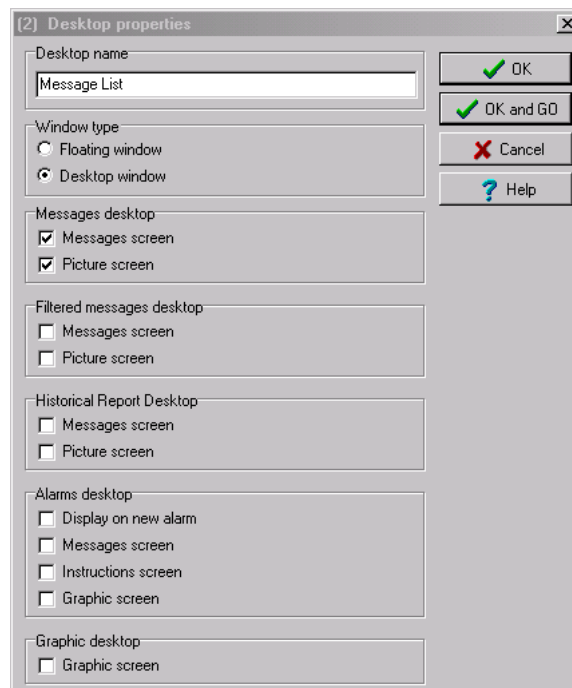 (2) Desktop properties
Desktop name
Message List
Window type
Floating window
Desktop window
Messages desktop
Messages screen
Picture screen
Filtered messages desktop
Messages screen
Picture screen
Historical Report Desktop
Messages screen
Picture screen
Alarms desktop
Display on new alarm
Messages screen
Instructions screen
Graphic screen
Graphic desktop
Graphic screen
OK
OK and GO
Cancel
Help